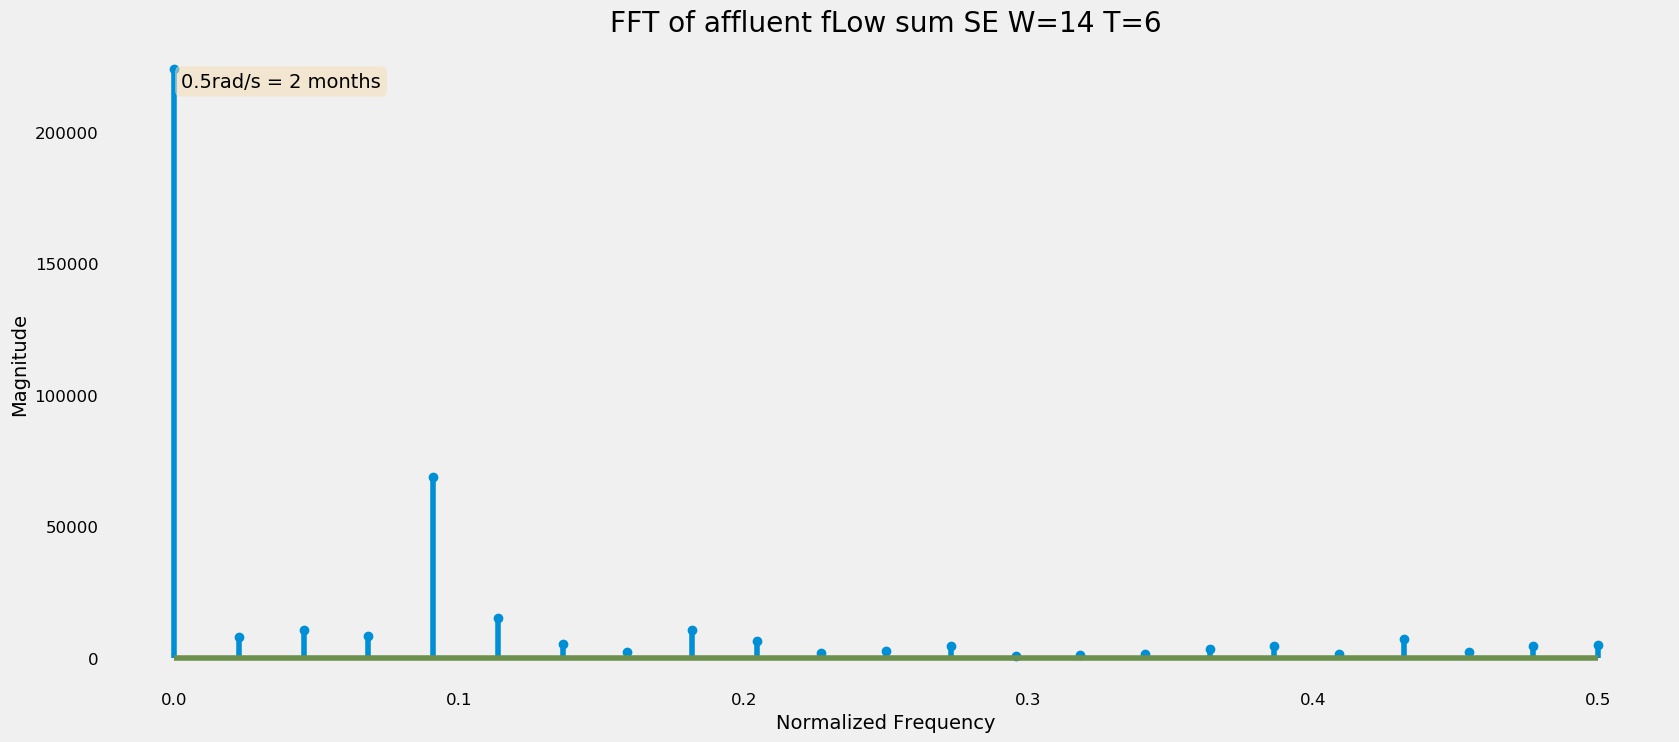 FFT of affluent fLow sum SE W=14 T=6
0.5rad/s = 2 months
200000
150000
100000
50000
0
Magnitude
0.0 0.1 0.2 0.3 0.4 0.5
Normalized Frequency